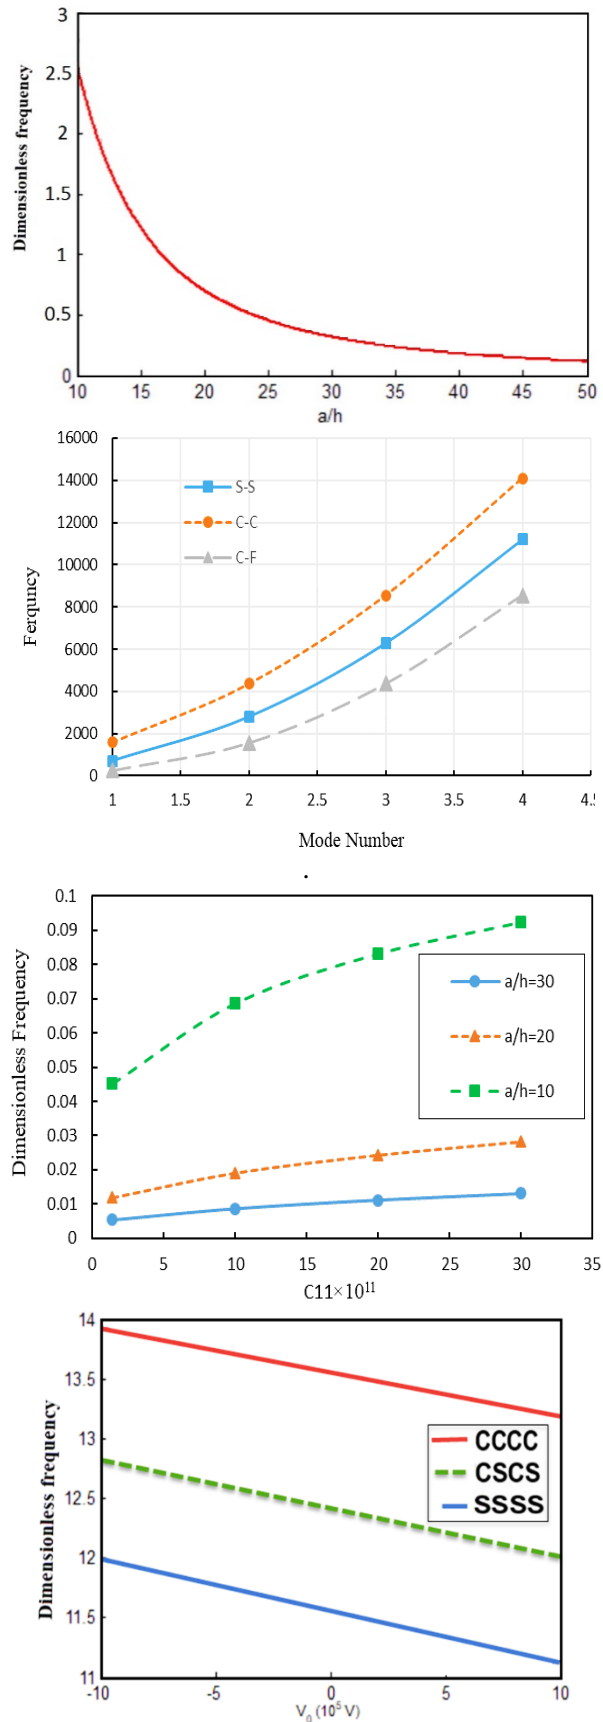 Dimensionless frequency
3
2.5
2
1.5
1
0.5
0
10 15 20 25 30 35 40 45 50
a/h
Ferquncy
16000
14000
12000
10000
8000
6000
4000
2000
0
S-S
C-C
C-F
1 1.5 2 2.5 3 3.5 4 4.5
Mode Number
.
Dimensionless Frequency
0.1
0.09
0.08
0.07
0.06
0.05
0.04
0.03
0.02
0.01
0
a/h=30
a/h=20
a/h=10
0 5 10 15 20 25 30 35
C11×10¹¹
Dimensionless frequency
14
13.5
13
12.5
12
11.5
11
CCCC
CSCS
SSSS
-10 -5 0 5 10
V₀ (10⁵ V)